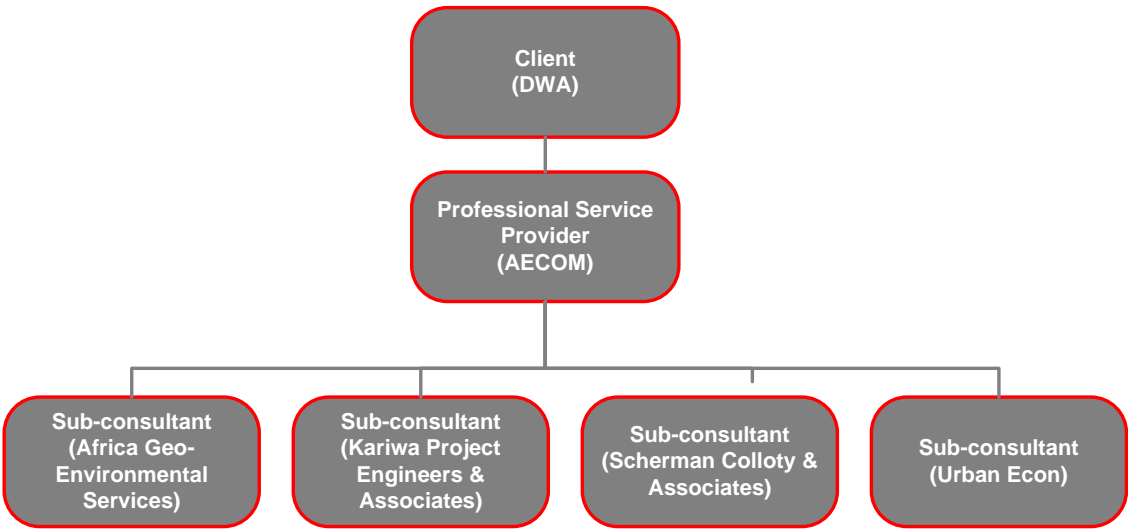 Client
(DWA)
Professional Service
Provider
(AECOM)
Sub-consultant
(Africa Geo-
Environmental
Services)
Sub-consultant
(Kariwa Project
Engineers &
Associates)
Sub-consultant
(Scherman Colloty &
Associates)
Sub-consultant
(Urban Econ)